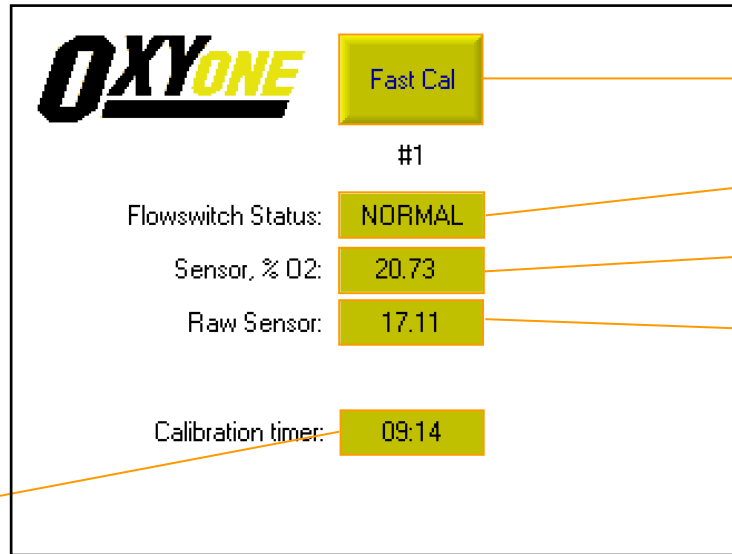 OXYONE
Fast Cal
#1
Flowswitch Status: NORMAL
Sensor, % O2: 20.73
Raw Sensor: 17.11
Calibration timer: 09:14